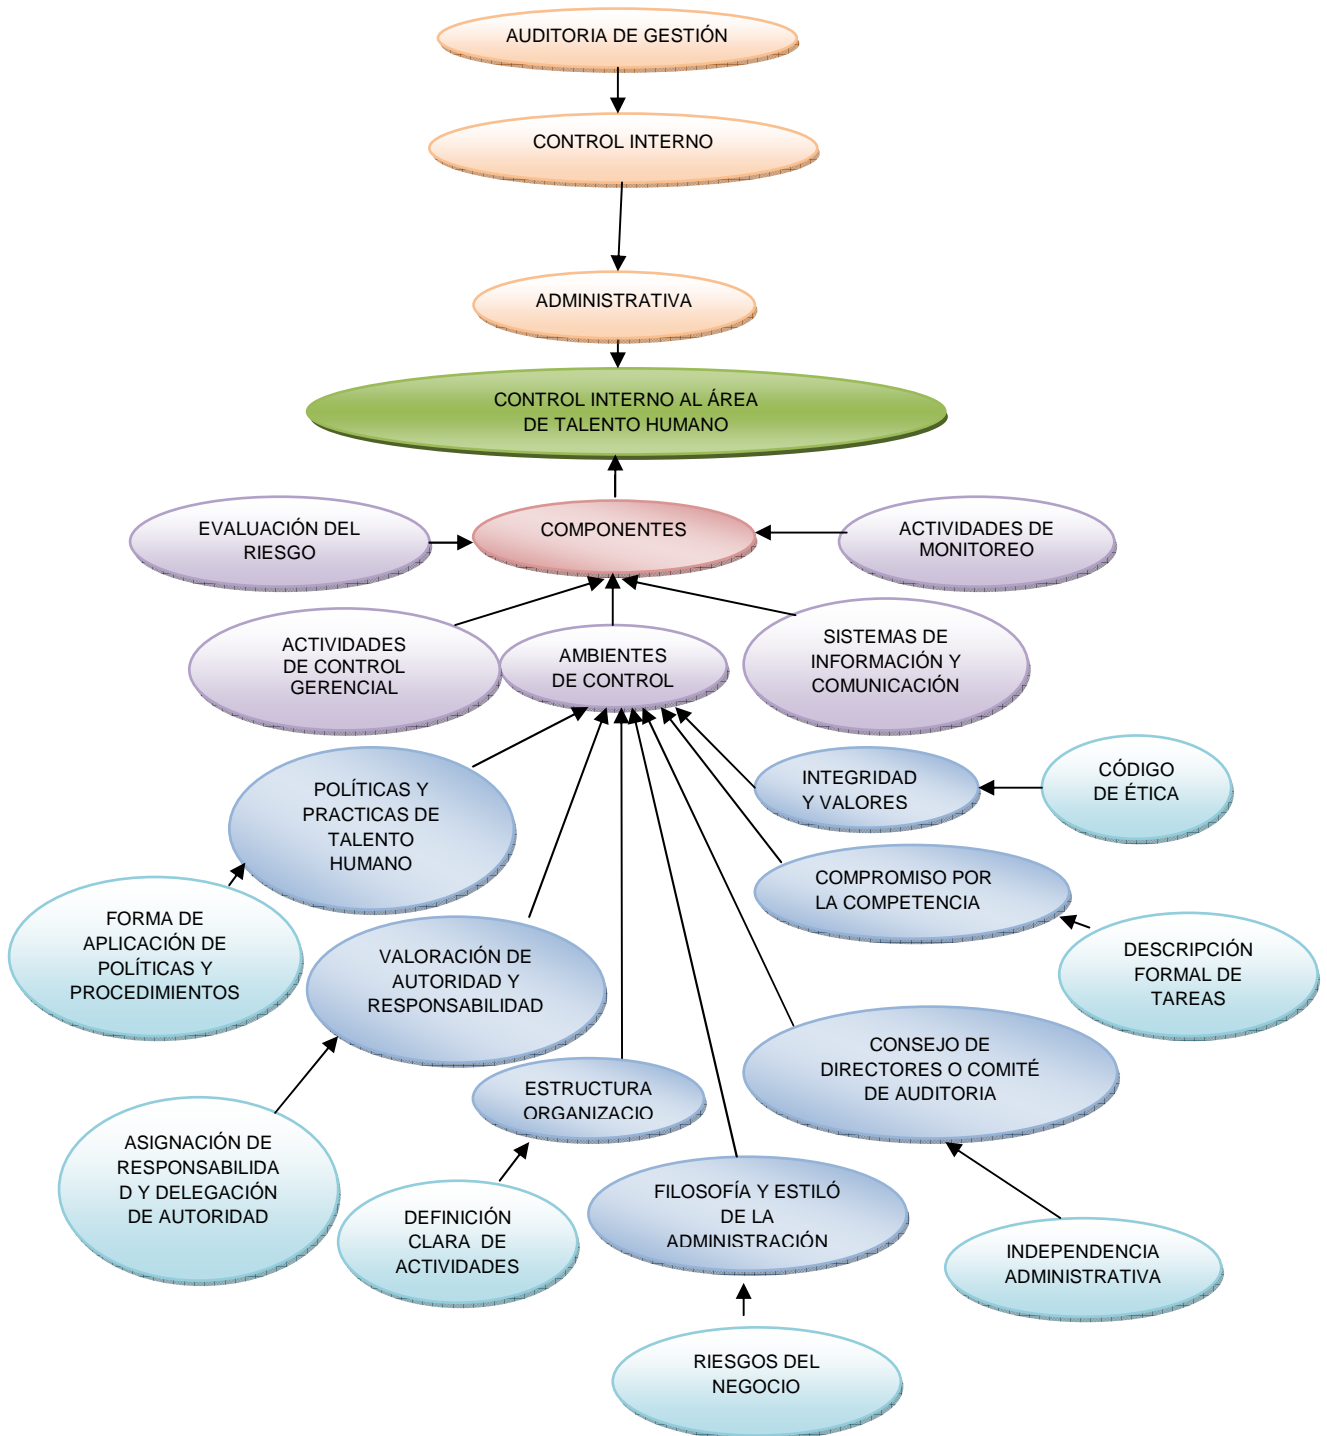 AUDITORIA DE GESTIÓN
CONTROL INTERNO
ADMINISTRATIVA
CONTROL INTERNO AL ÁREA
DE TALENTO HUMANO
EVALUACIÓN DEL
RIESGO
COMPONENTES
ACTIVIDADES DE
MONITOREO
ACTIVIDADES
DE CONTROL
GERENCIAL
AMBIENTES
DE CONTROL
SISTEMAS DE
INFORMACIÓN Y
COMUNICACIÓN
POLÍTICAS Y
PRACTICAS DE
TALENTO
HUMANO
INTEGRIDAD
Y VALORES
CÓDIGO
DE ÉTICA
COMPROMISO POR
LA COMPETENCIA
FORMA DE
APLICACIÓN DE
POLÍTICAS Y
PROCEDIMIENTOS
VALORACIÓN DE
AUTORIDAD Y
RESPONSABILIDAD
DESCRIPCIÓN
FORMAL DE
TAREAS
CONSEJO DE
DIRECTORES O COMITÉ
DE AUDITORIA
ESTRUCTURA
ORGANIZACIO
ASIGNACIÓN DE
RESPONSABILIDA
D Y DELEGACIÓN
DE AUTORIDAD
DEFINICIÓN
CLARA  DE
ACTIVIDADES
FILOSOFÍA Y ESTILÓ
DE LA
ADMINISTRACIÓN
INDEPENDENCIA
ADMINISTRATIVA
RIESGOS DEL
NEGOCIO